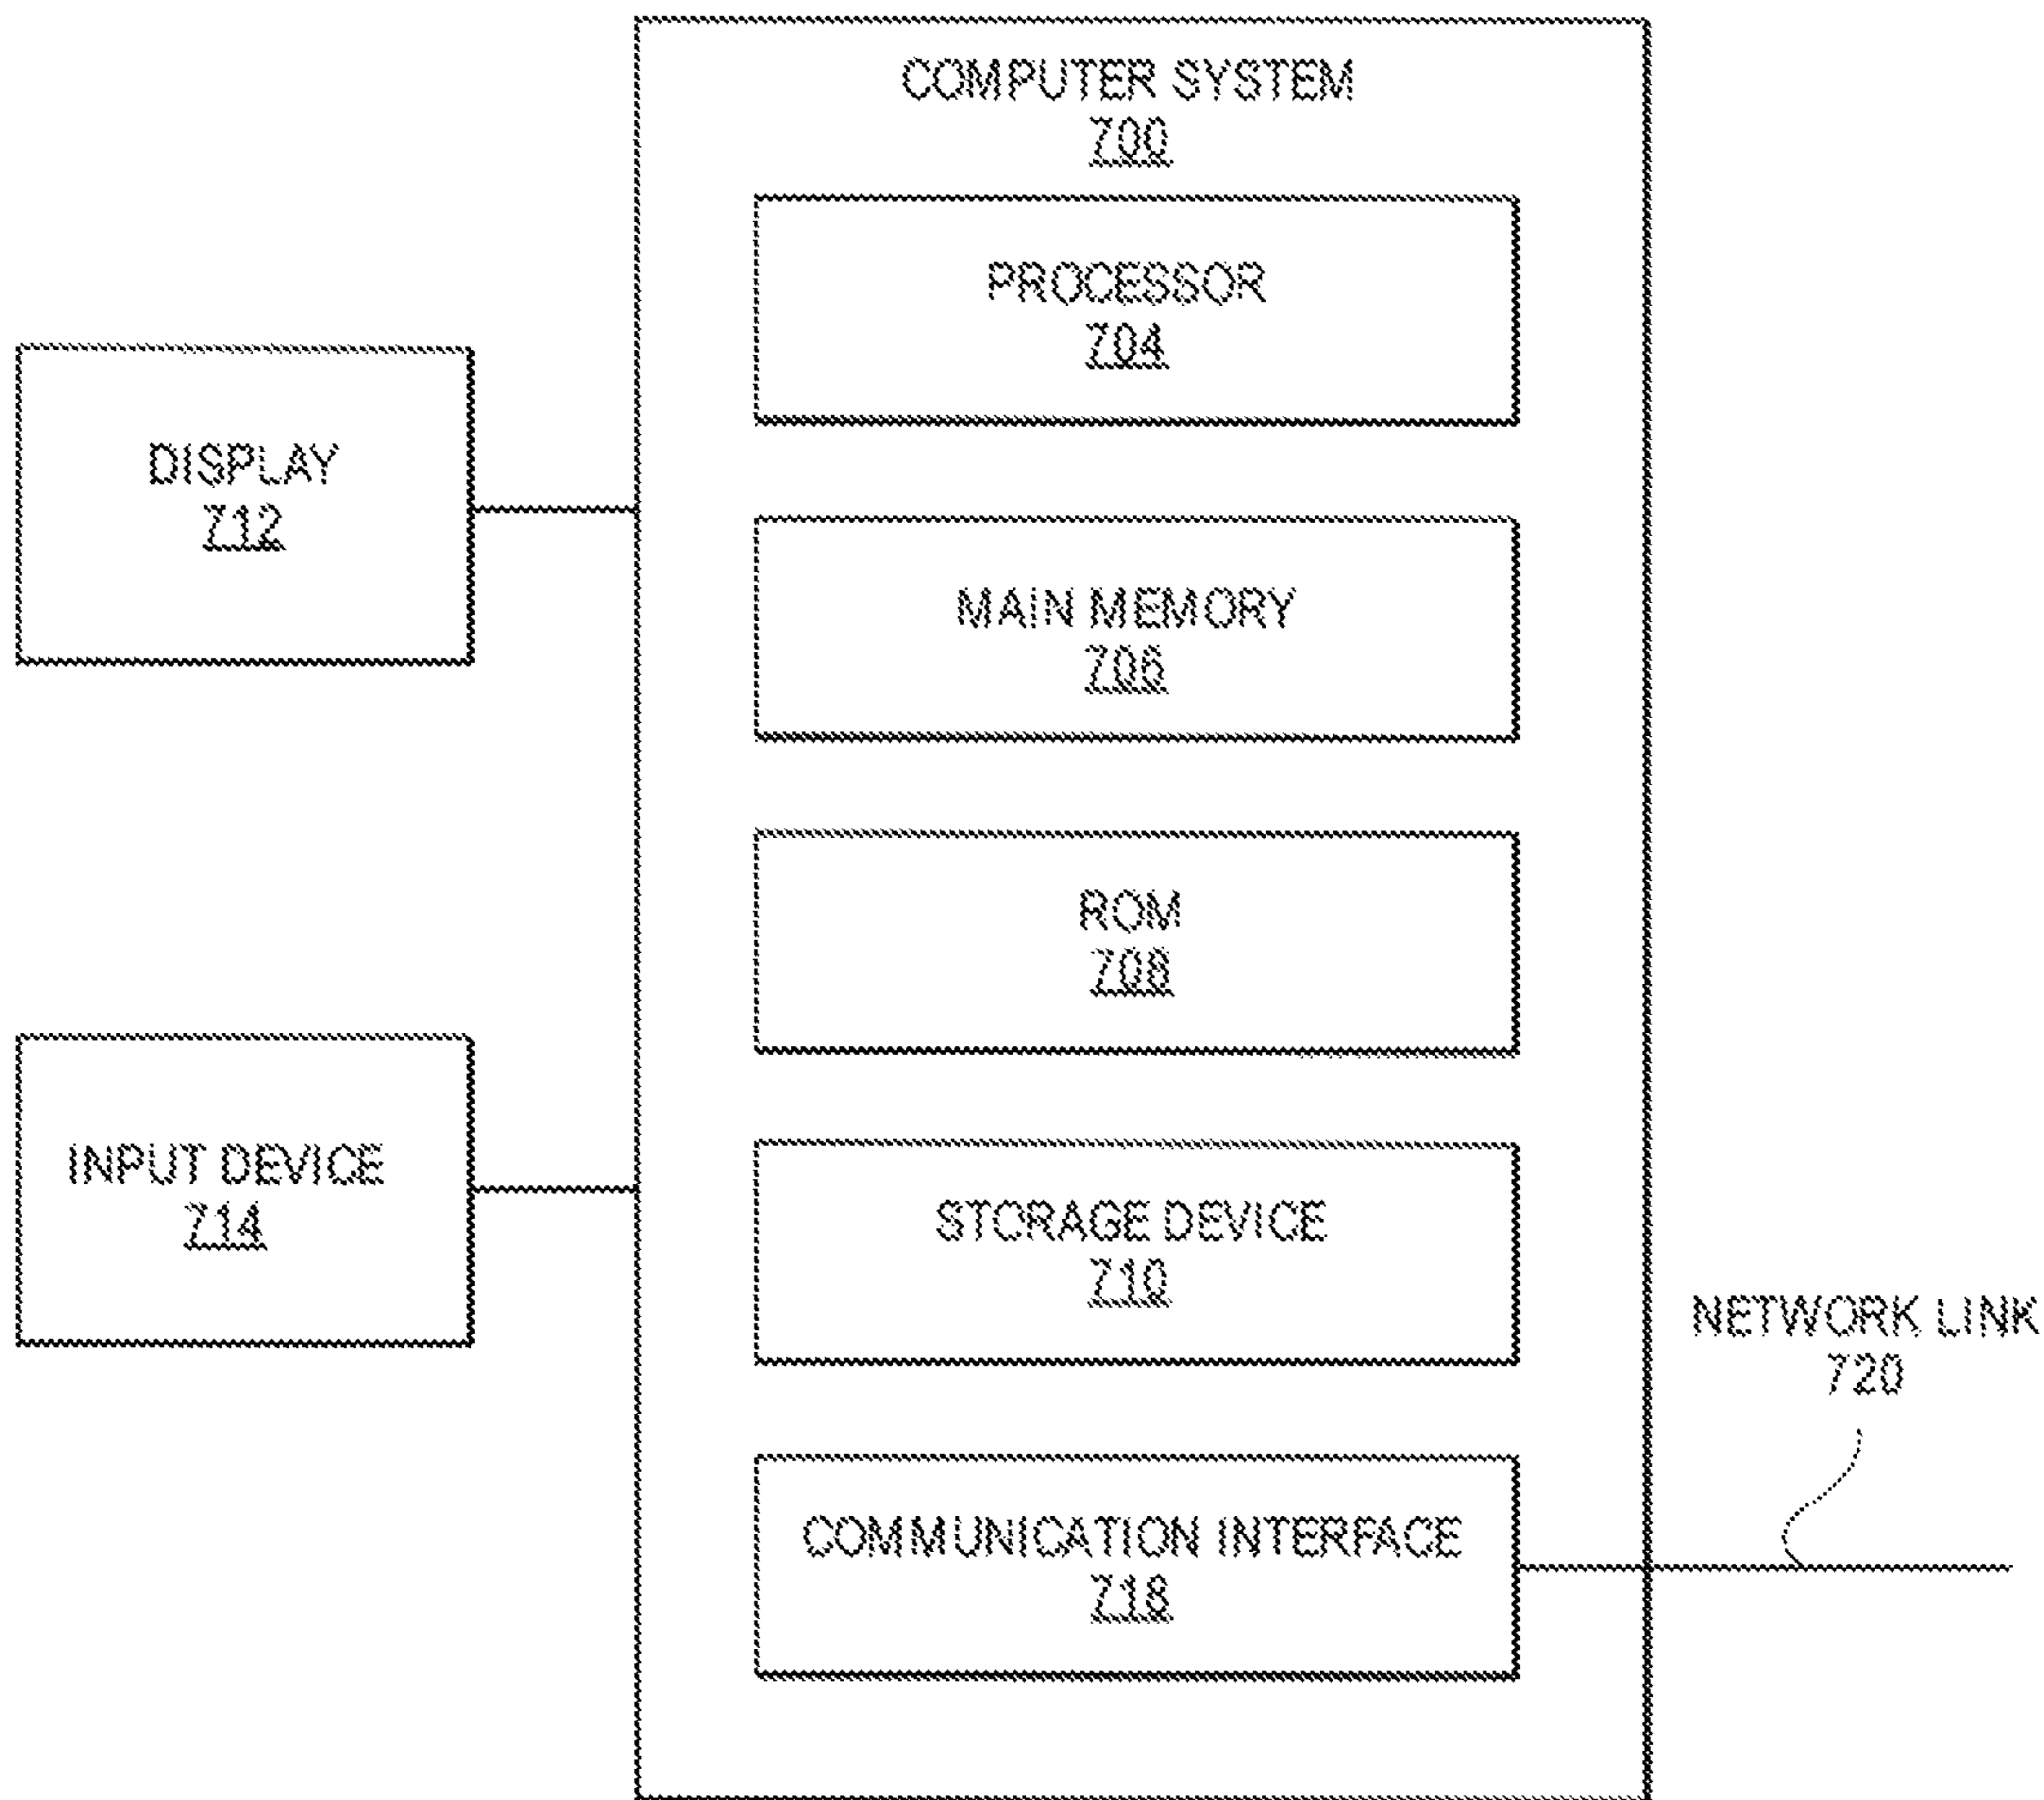 COMPUTER SYSTEM
700
PROCESSOR
704
DISPLAY
712
MAIN MEMORY
706
ROM
708
INPUT DEVICE
714
STORAGE DEVICE
710
NETWORK LINK
720
COMMUNICATION INTERFACE
718